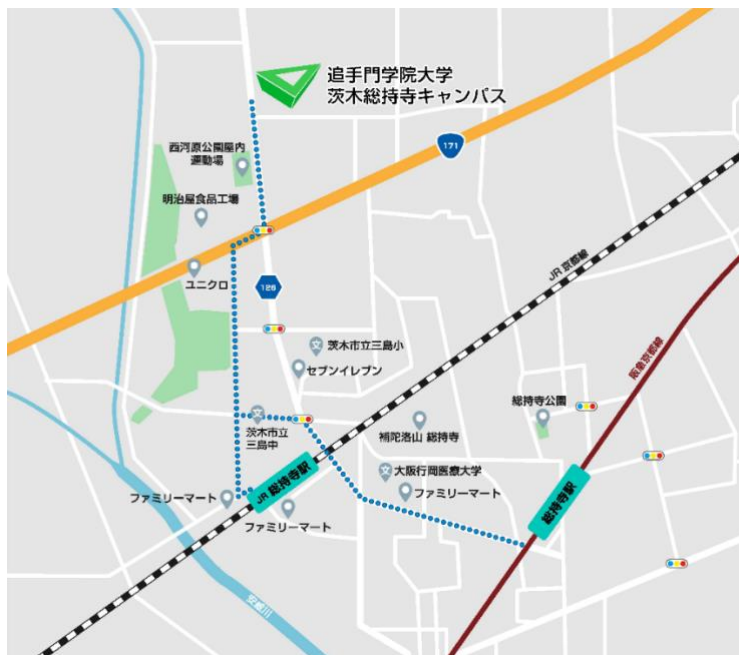 追手門学院大学
茨木総持寺キャンパス
171
西河原公園屋内
運動場
明治屋食品工場
ユニクロ
126
JR 京都線
阪急京都線
文
茨木市立三島小
セブンイレブン
総持寺公園
文
茨木市立
三島中
補陀洛山 総持寺
文
大阪行岡医療大学
ファミリーマート
JR 総持寺駅
総持寺駅
ファミリーマート
ファミリーマート
安威川